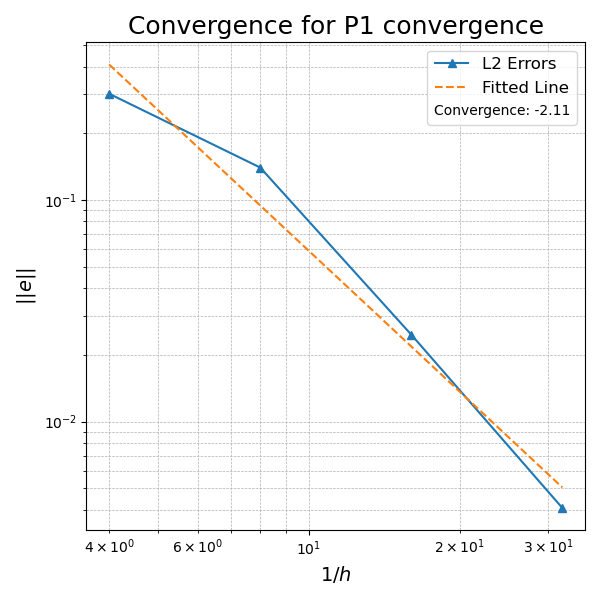 Convergence for P1 convergence
L2 Errors
Fitted Line
Convergence: -2.11
||e||
10⁻¹
10⁻²
4 × 10⁰
6 × 10⁰
10¹
2 × 10¹
3 × 10¹
1/h